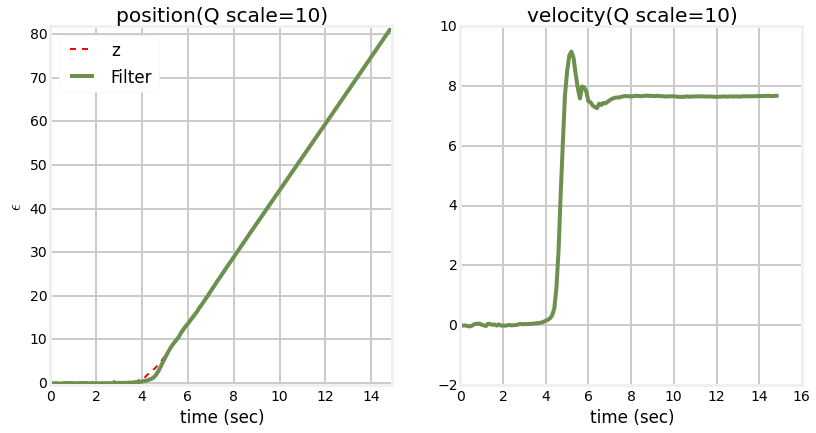 position(Q scale=10)
velocity(Q scale=10)
z
Filter
ϵ
80
70
60
50
40
30
20
10
0
0 2 4 6 8 10 12 14
time (sec)
10
8
6
4
2
0
−2
0 2 4 6 8 10 12 14 16
time (sec)